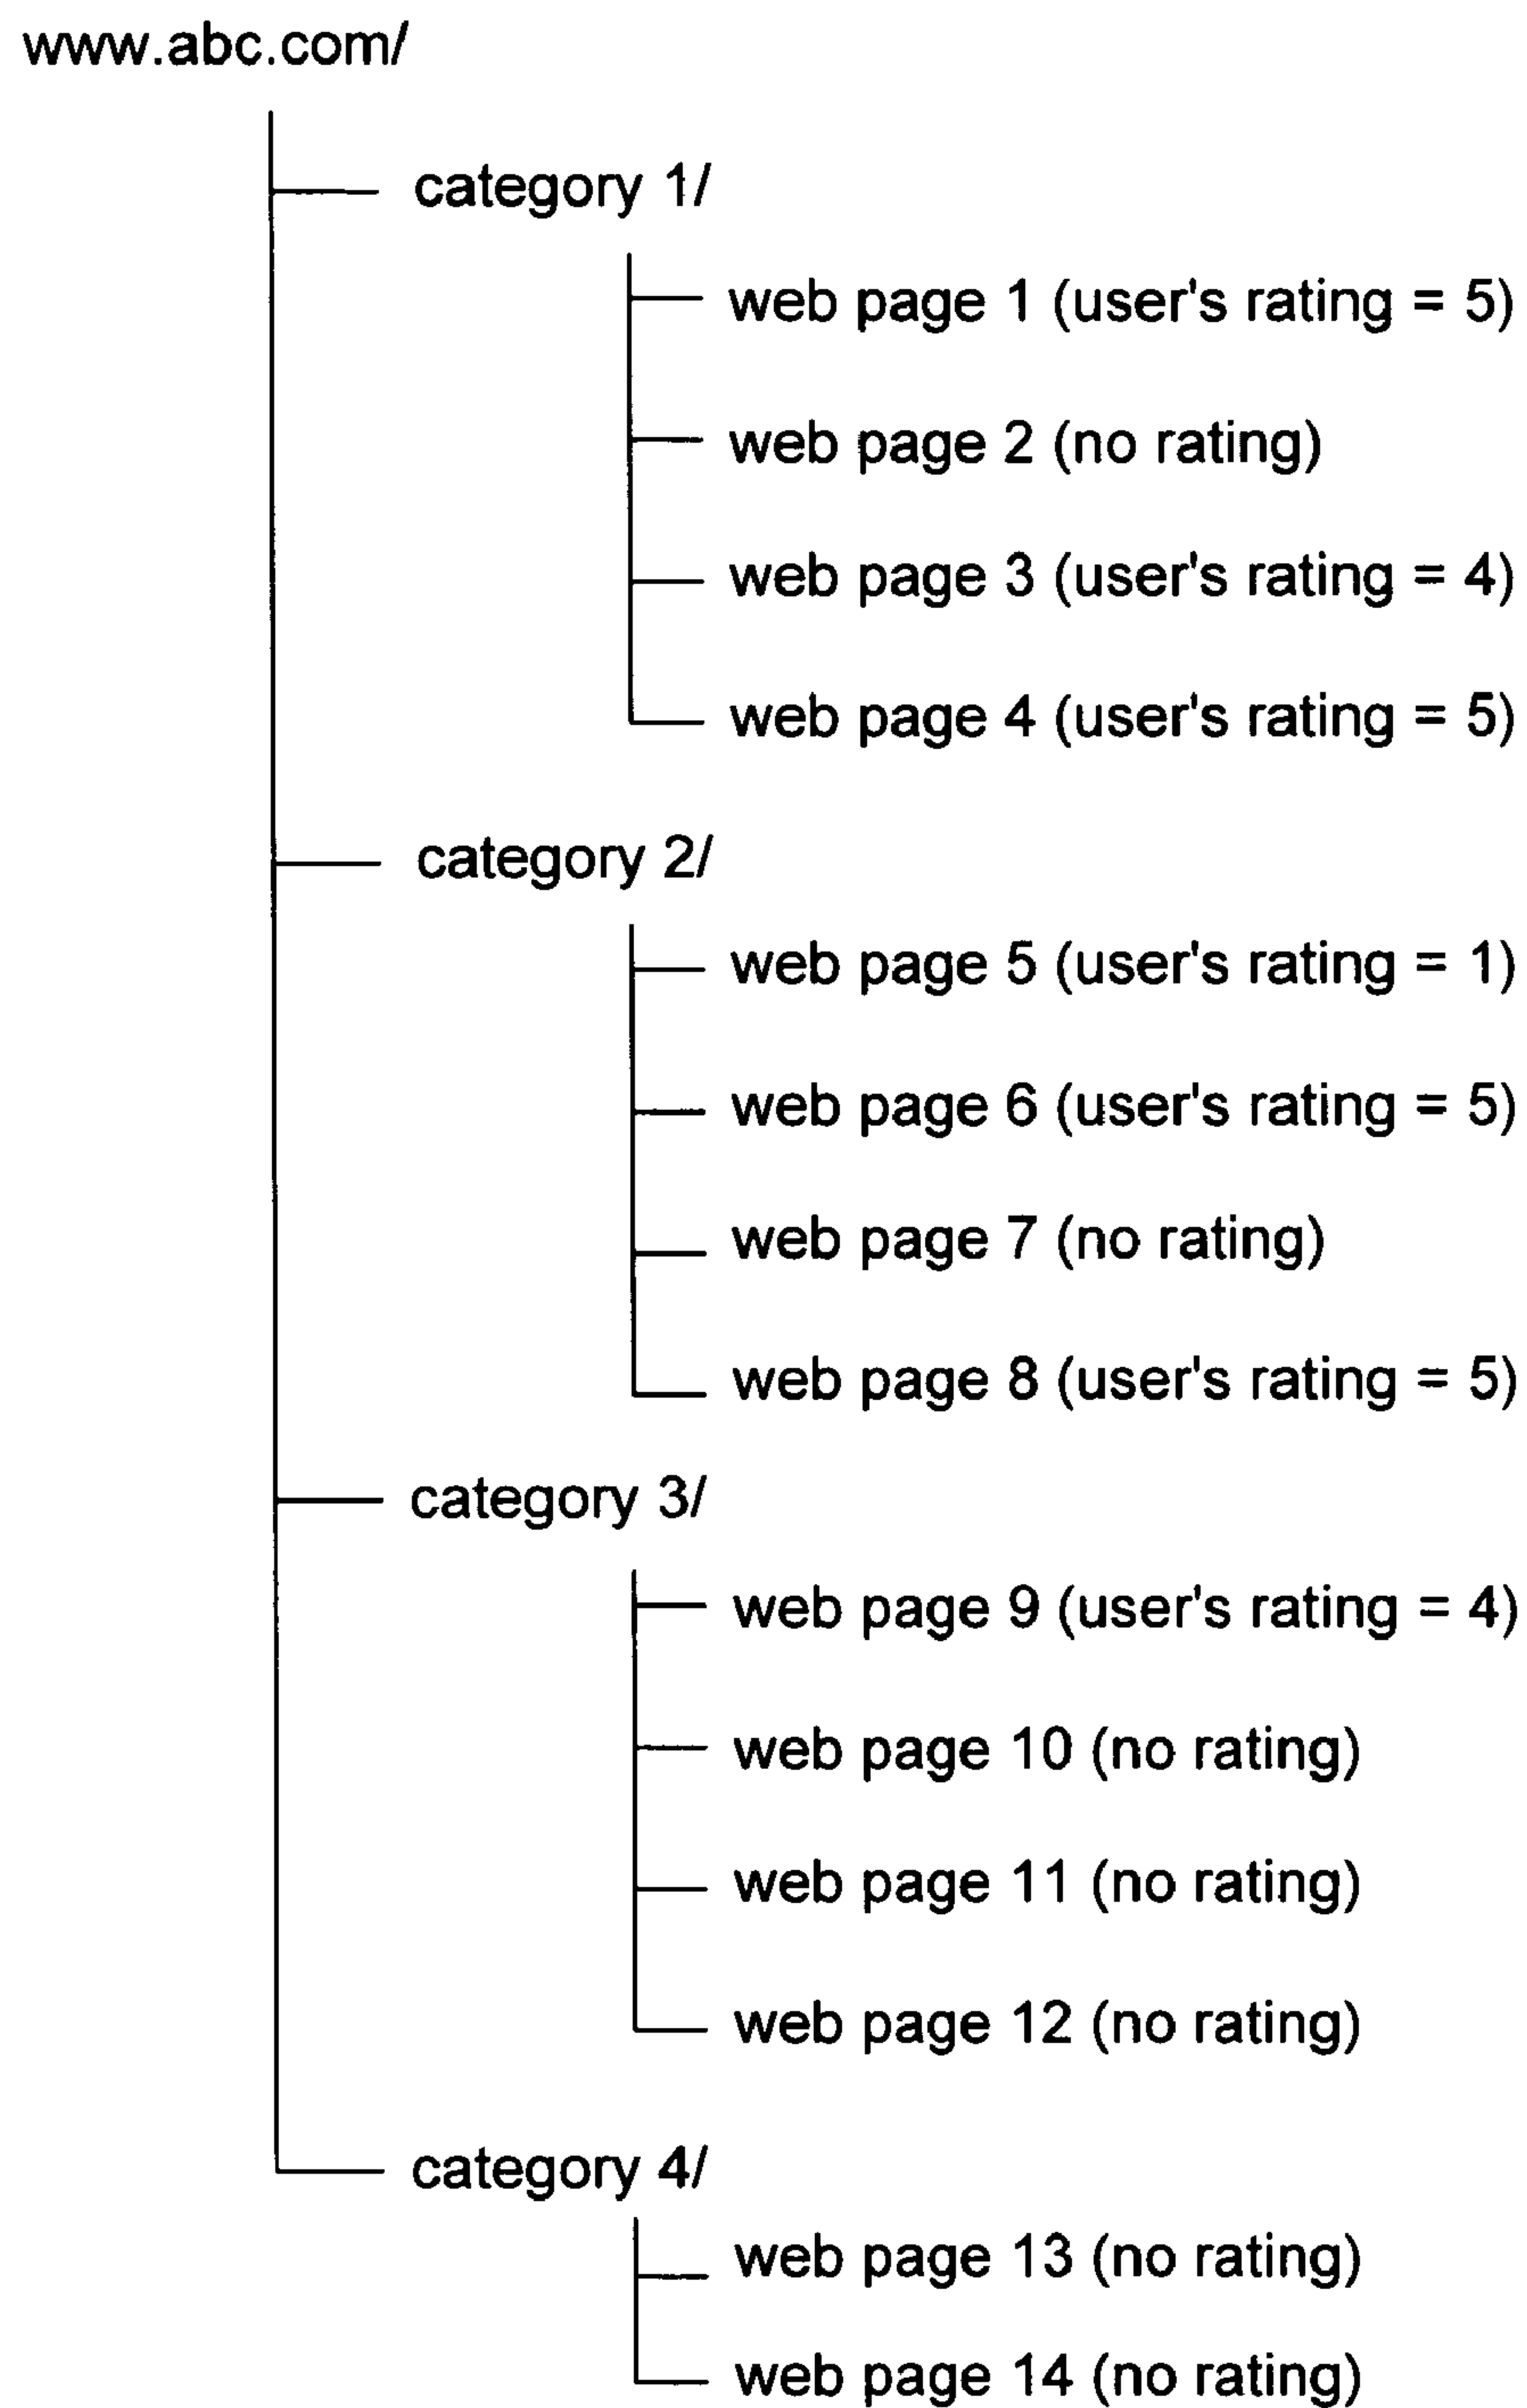 www.abc.com/
category 1/
web page 1 (user's rating = 5)
web page 2 (no rating)
web page 3 (user's rating = 4)
web page 4 (user's rating = 5)
category 2/
web page 5 (user's rating = 1)
web page 6 (user's rating = 5)
web page 7 (no rating)
web page 8 (user's rating = 5)
category 3/
web page 9 (user's rating = 4)
web page 10 (no rating)
web page 11 (no rating)
web page 12 (no rating)
category 4/
web page 13 (no rating)
web page 14 (no rating)